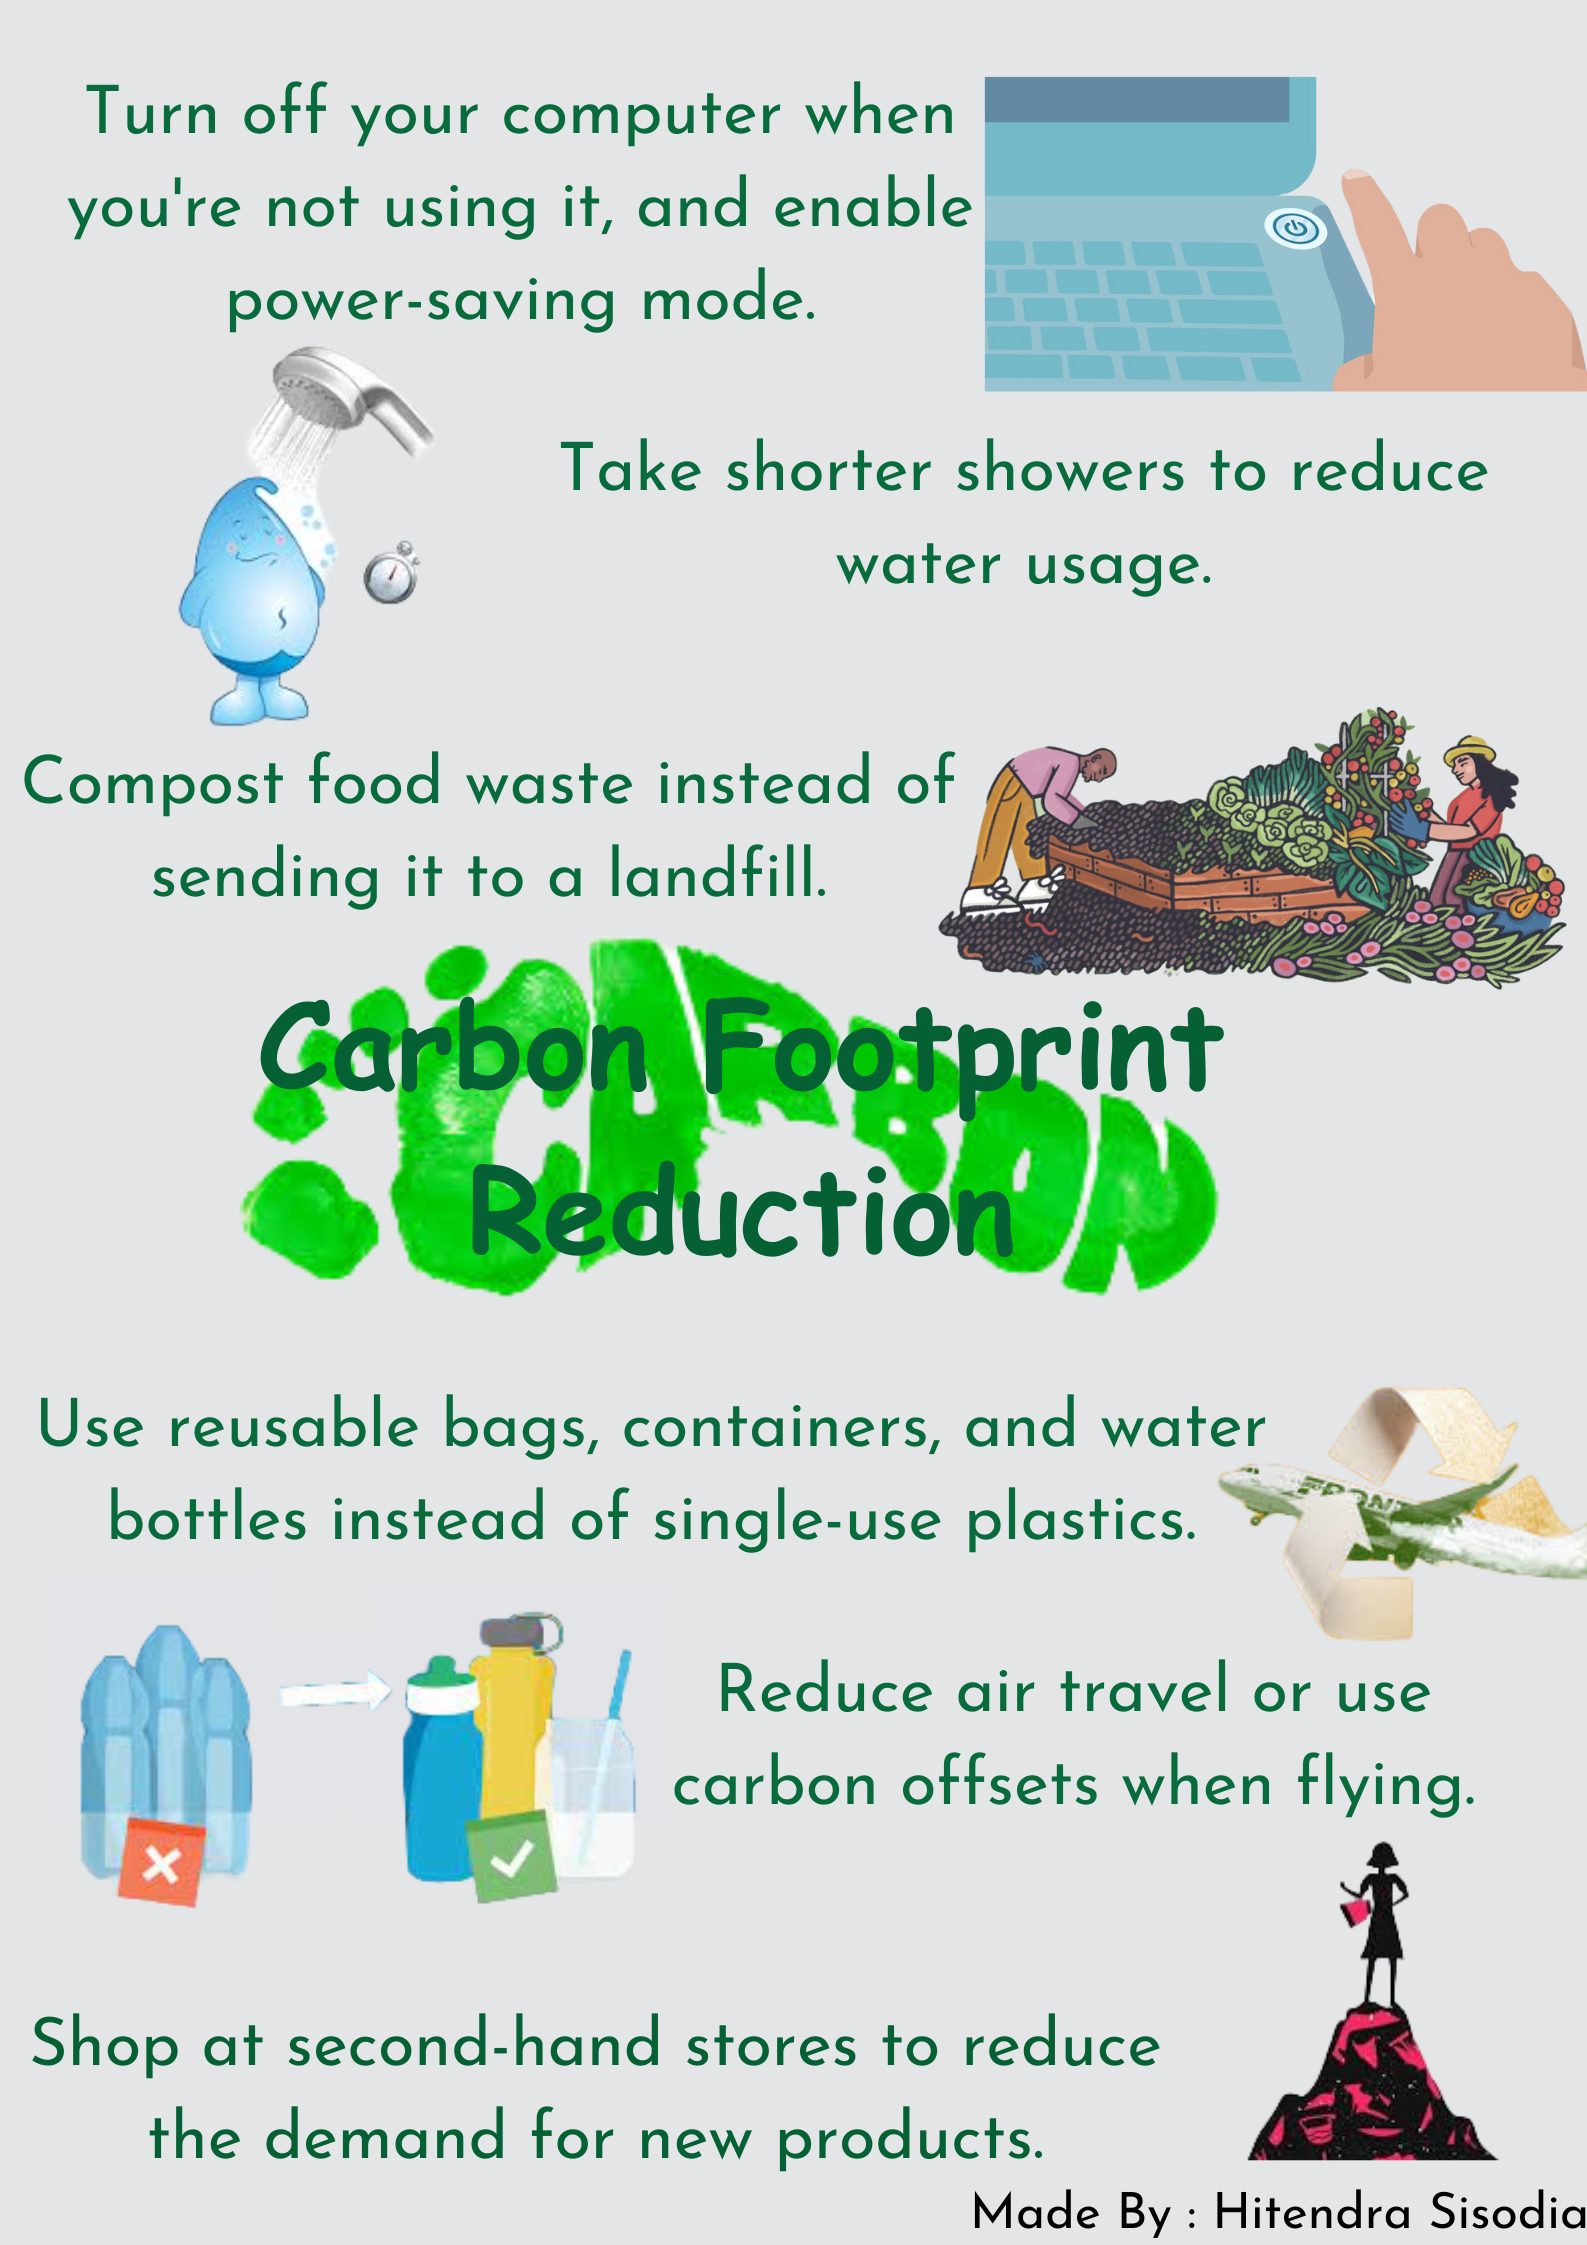 Turn off your computer when
you're not using it, and enable
power-saving mode.
Take shorter showers to reduce
water usage.
Compost food waste instead of
sending it to a landfill.
CARBON
Carbon Footprint
Reduction
Use reusable bags, containers, and water
bottles instead of single-use plastics.
Reduce air travel or use
carbon offsets when flying.
Shop at second-hand stores to reduce
the demand for new products.
Made By : Hitendra Sisodia